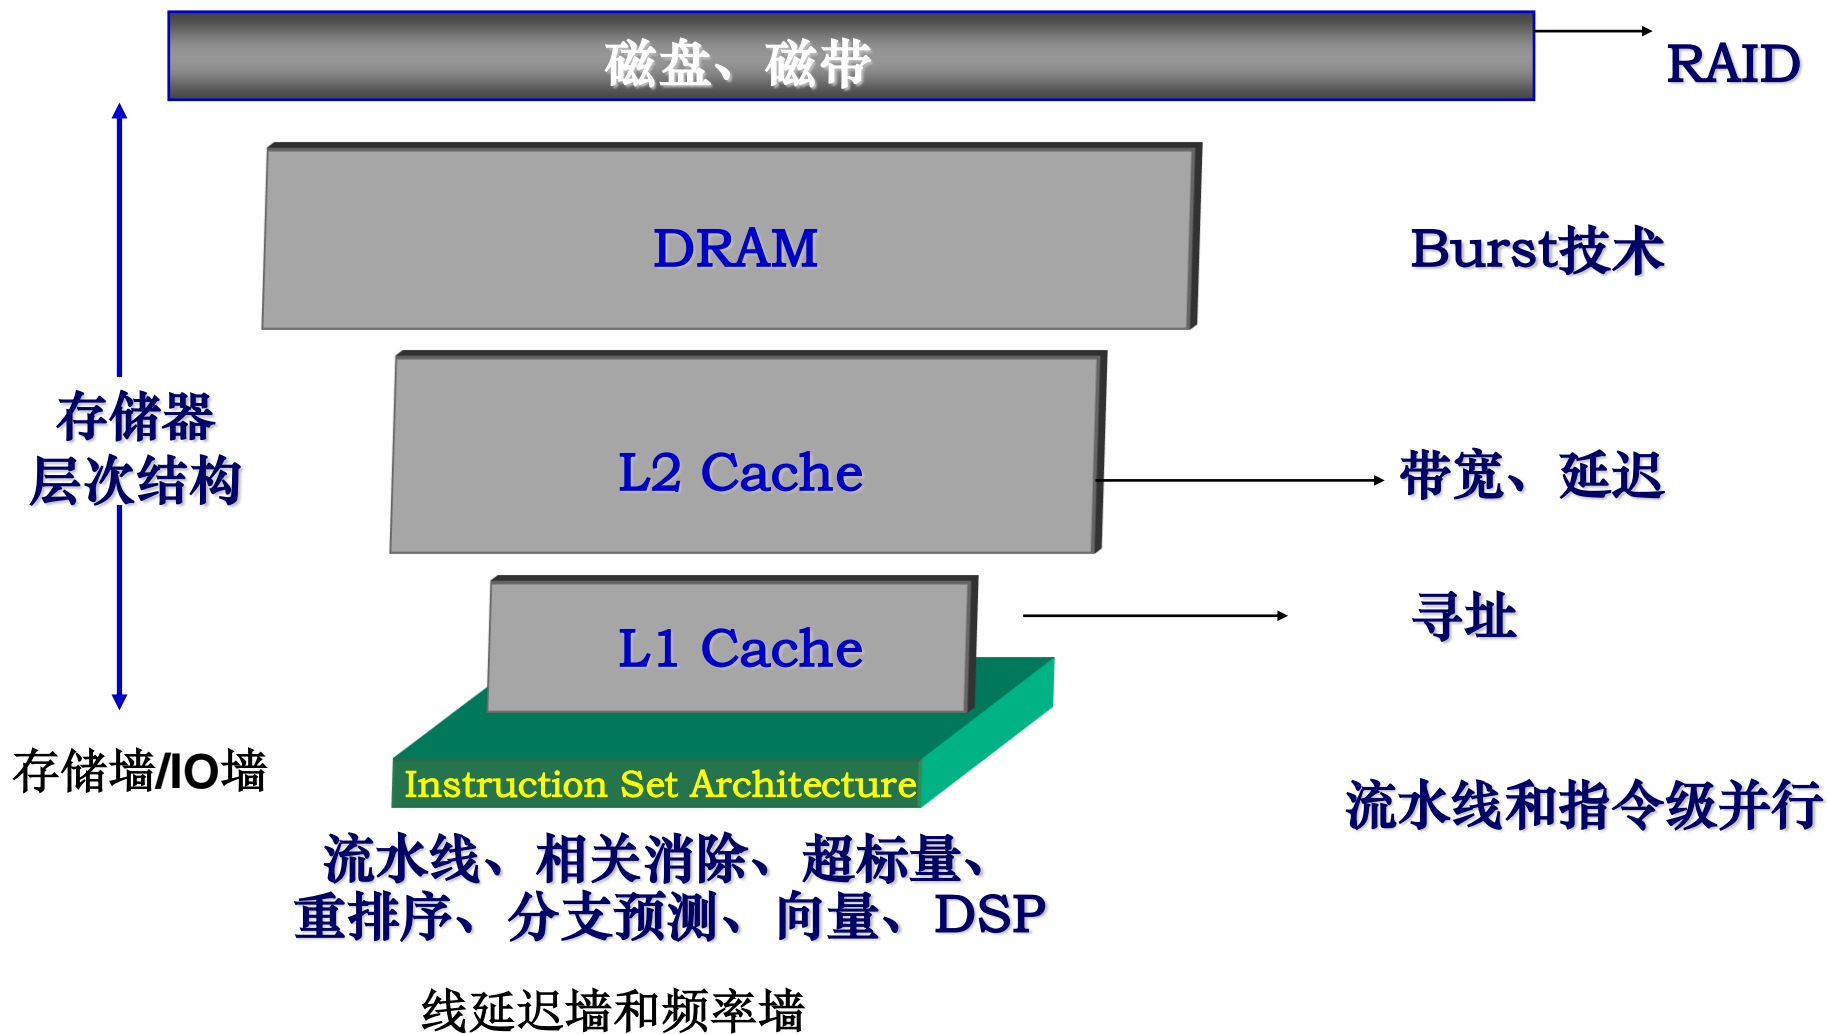 磁盘、磁带
RAID
DRAM
Burst技术
存储器
层次结构
L2 Cache
带宽、延迟
寻址
L1 Cache
存储墙/IO墙
Instruction Set Architecture
流水线和指令级并行
流水线、相关消除、超标量、
重排序、分支预测、向量、DSP
线延迟墙和频率墙